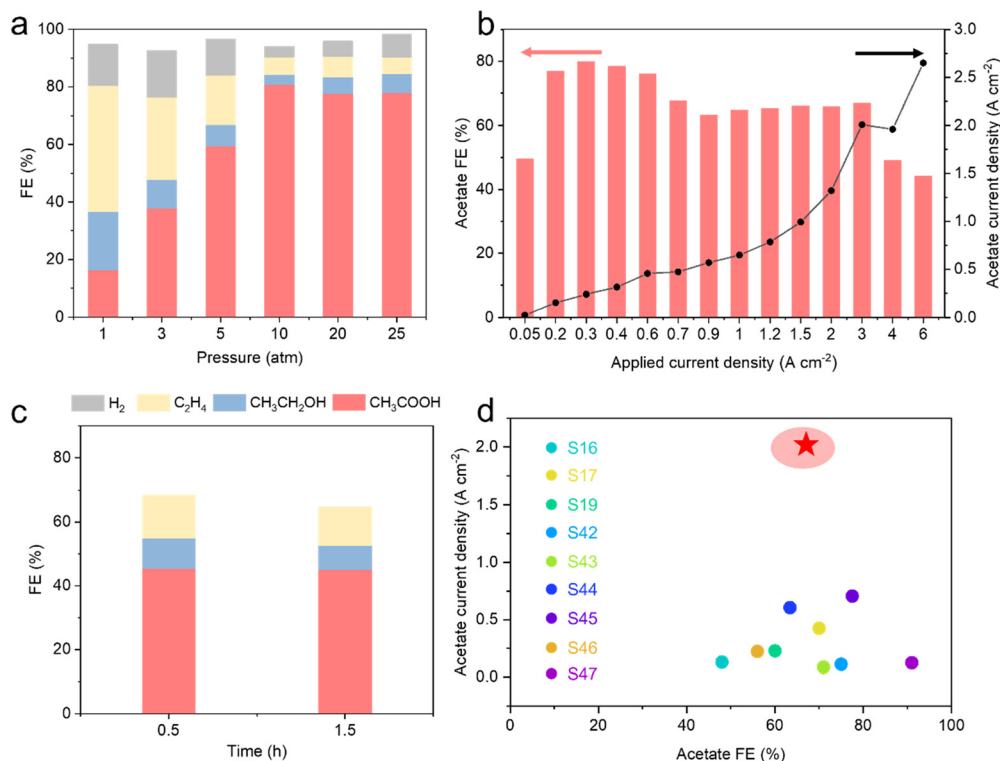 a
100
80
60
40
20
0
FE (%)
1 3 5 10 20 25
Pressure (atm)
b
80
60
40
20
0
Acetate FE (%)
3.0
2.5
2.0
1.5
1.0
0.5
0.0
Acetate current density (A cm⁻²)
0.05 0.2 0.3 0.4 0.6 0.7 0.9 1 1.2 1.5 2 3 4 6
Applied current density (A cm⁻²)
c
H₂ C₂H₄ CH₃CH₂OH CH₃COOH
80
60
40
20
0
FE (%)
0.5 1.5
Time (h)
d
2.0
1.5
1.0
0.5
0.0
Acetate current density (A cm⁻²)
S16
S17
S19
S42
S43
S44
S45
S46
S47
0 20 40 60 80 100
Acetate FE (%)